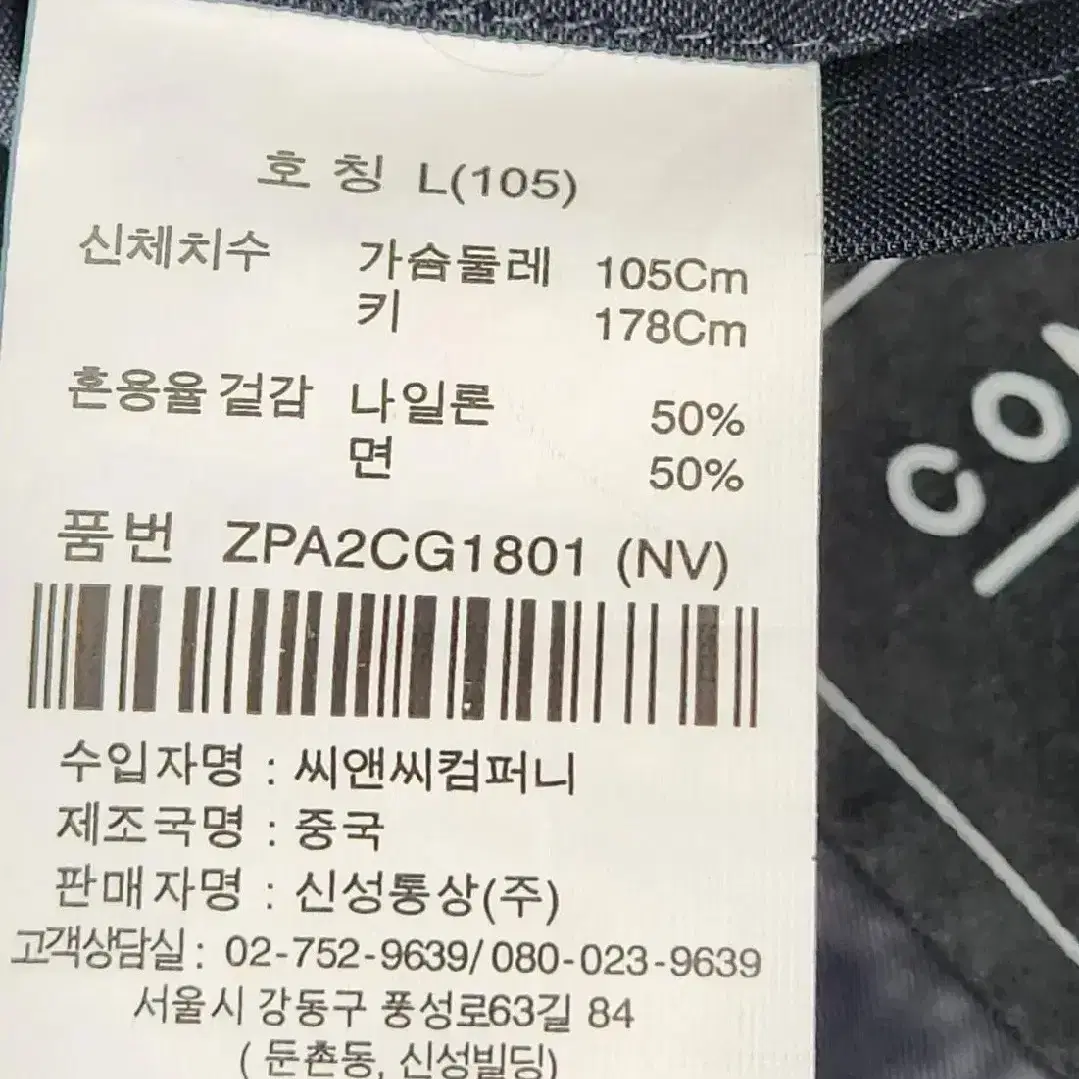 호 칭 L(105)
신체치수 가슴둘레 105Cm
키 178Cm
혼용율 겉감 나일론 50%
면 50%
품번 ZPA2CG1801 (NV)
수입자명 : 씨앤씨컴퍼니
제조국명 : 중국
판매자명 : 신성통상(주)
고객상담실 : 02-752-9639/ 080-023-9639
서울시 강동구 풍성로63길 84
( 둔촌동, 신성빌딩)